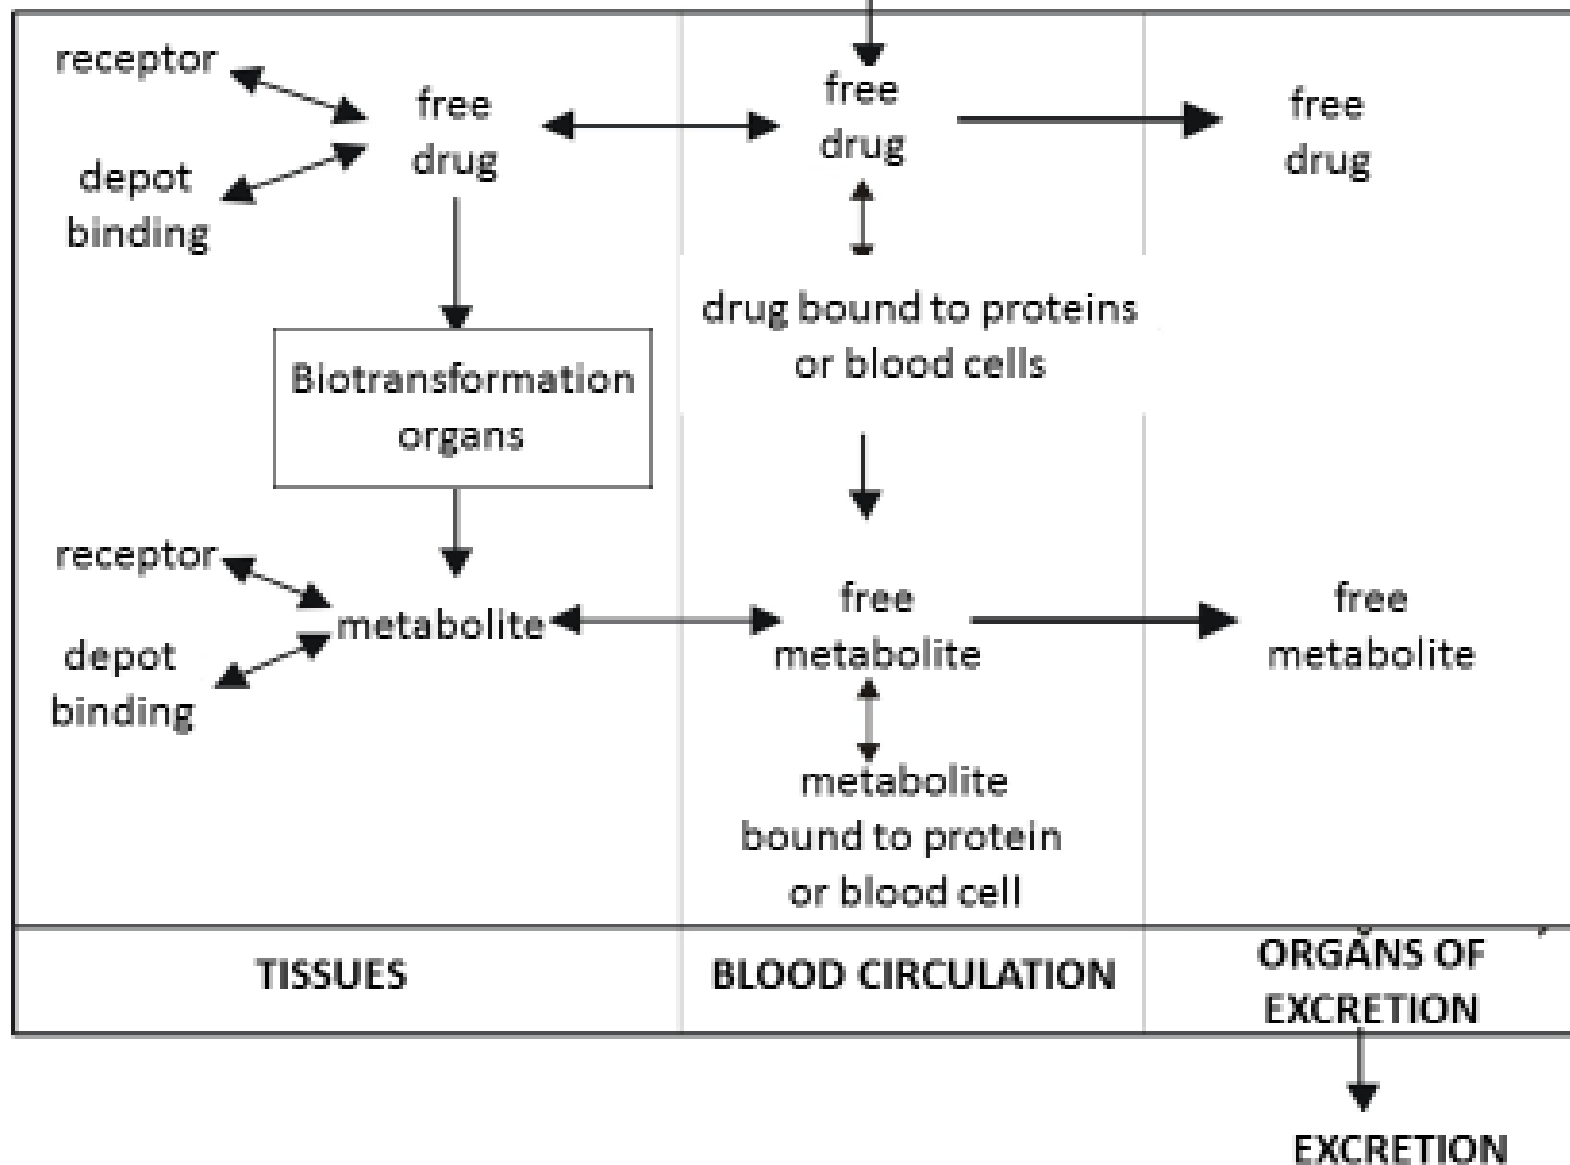 receptor
free
drug
depot
binding
Biotransformation
organs
receptor
metabolite
depot
binding
free
drug
drug bound to proteins
or blood cells
free
metabolite
metabolite
bound to protein
or blood cell
free
drug
free
metabolite
TISSUES
BLOOD CIRCULATION
ORGANS OF
EXCRETION
EXCRETION